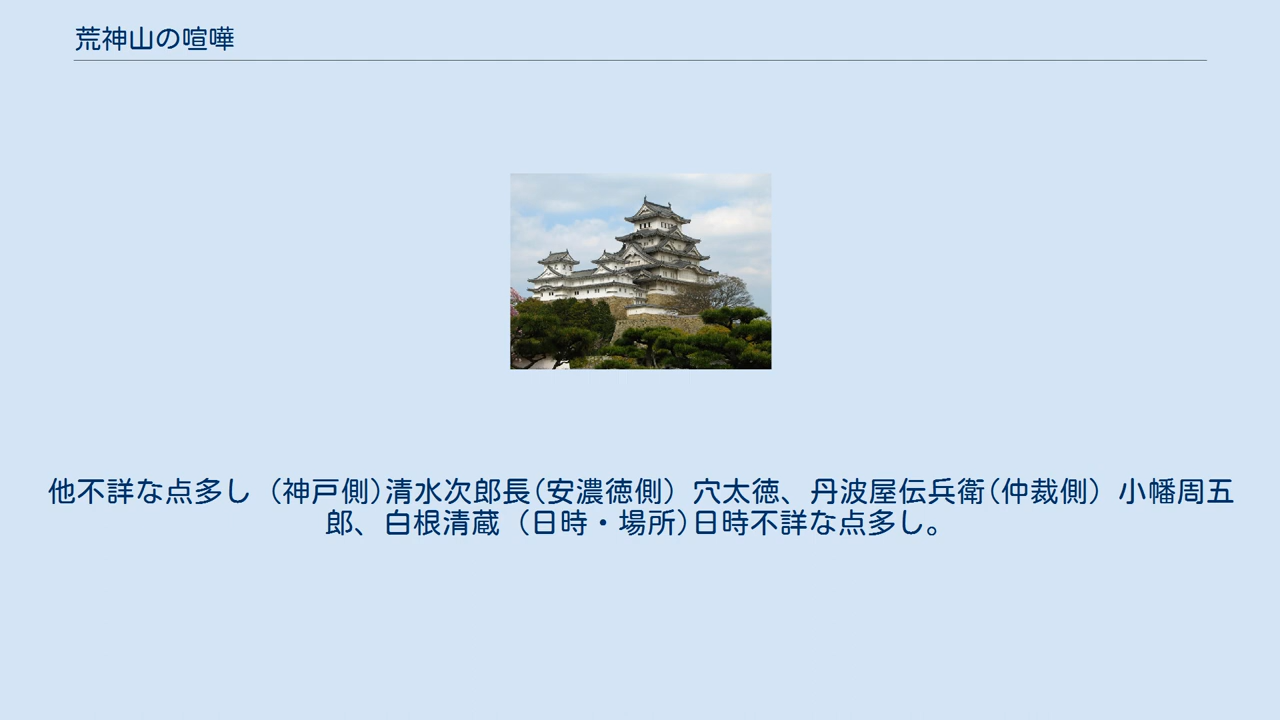 荒神山の喧嘩
他不詳な点多し（神戸側)清水次郎長(安濃徳側）穴太徳、丹波屋伝兵衛(仲裁側）小幡周五
郎、白根清蔵（日時・場所)日時不詳な点多し。